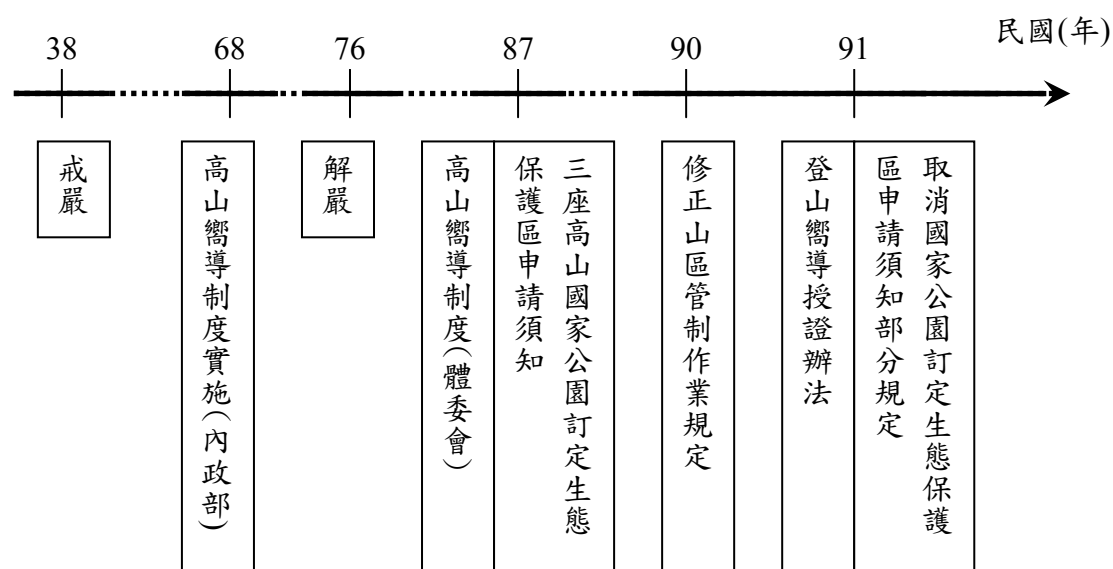 民國(年)
38
68
76
87
90
91
戒嚴
高山嚮導制度實施(內政部)
解嚴
高山嚮導制度(體委會)
三座高山國家公園訂定生態
保護區申請須知
修正山區管制作業規定
登山嚮導授證辦法
取消國家公園訂定生態保護
區申請須知部分規定